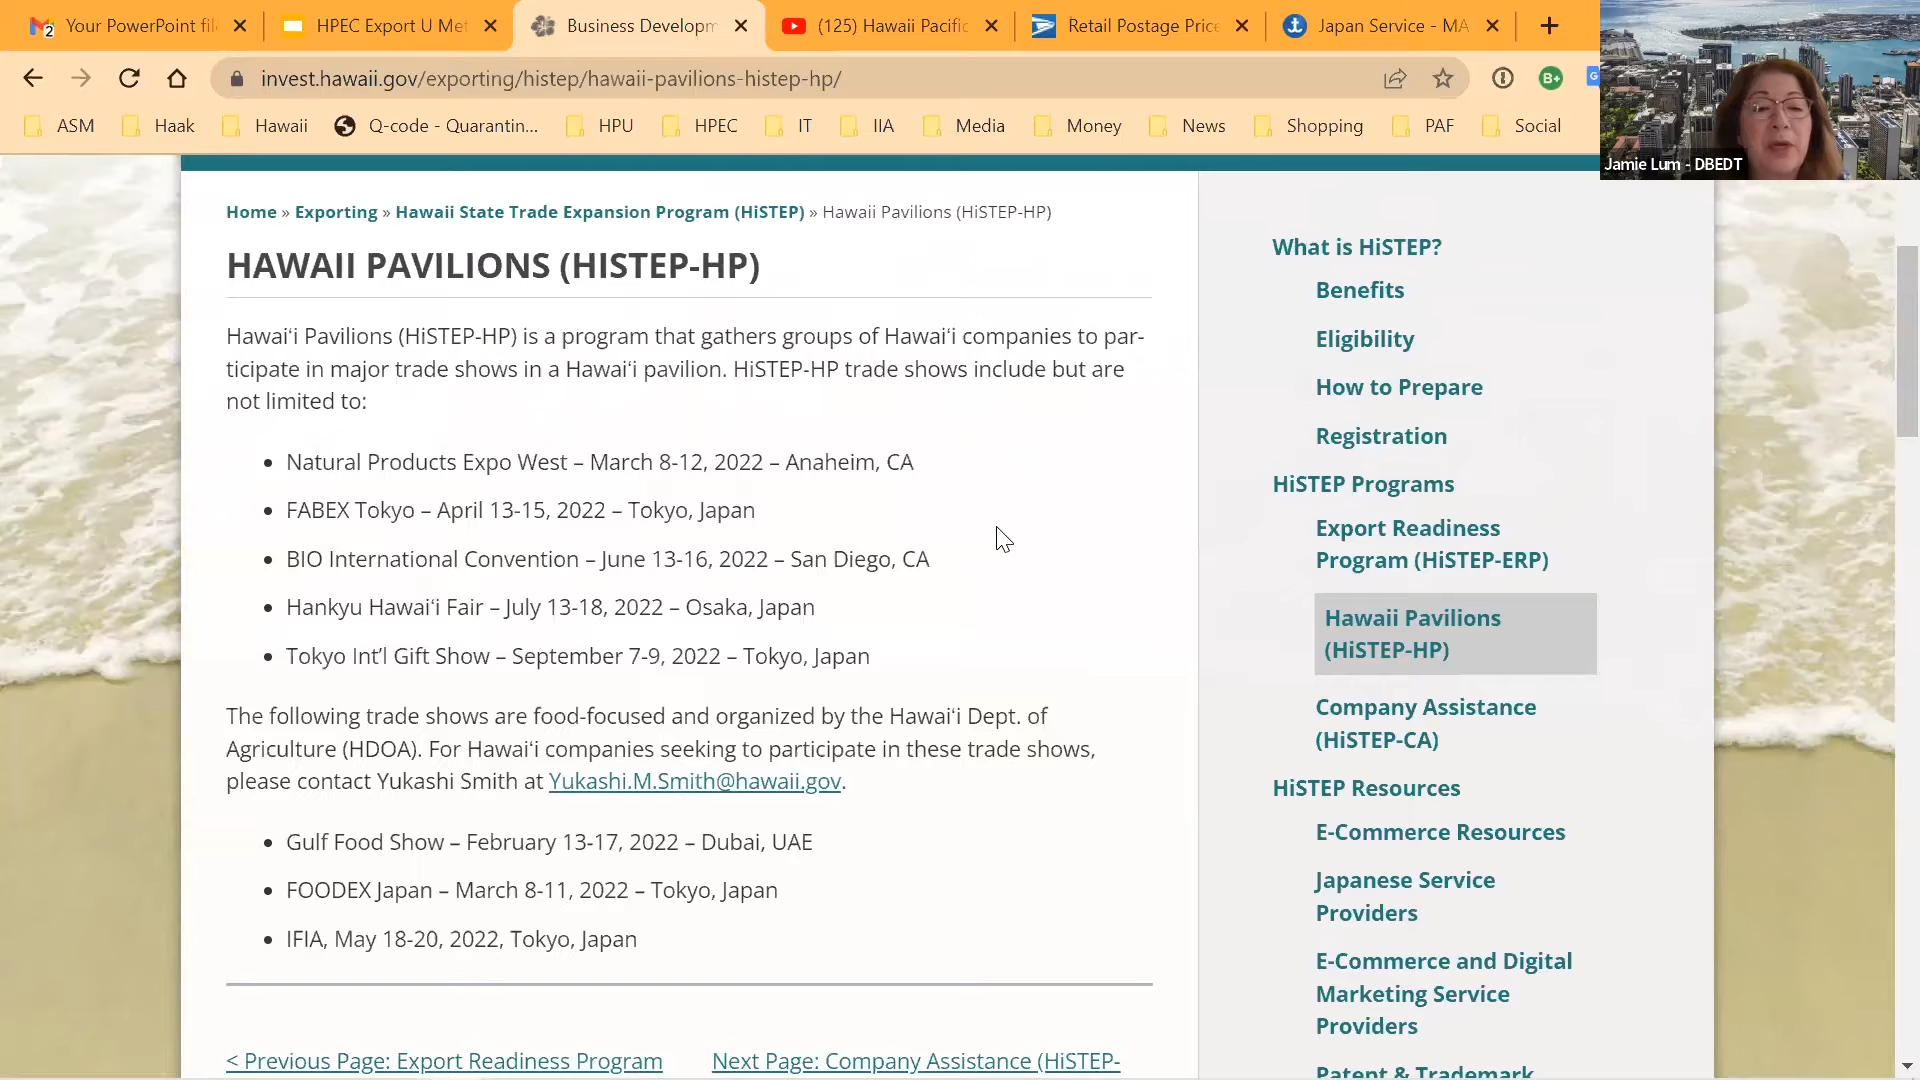 2
Your PowerPoint fil
HPEC Export U Met
Business Developm
(125) Hawaii Pacific
Retail Postage Price
Japan Service - MA
invest.hawaii.gov/exporting/histep/hawaii-pavilions-histep-hp/
B+
G
ASM
Haak
Hawaii
Q-code - Quarantin...
HPU
HPEC
IT
IIA
Media
Money
News
Shopping
PAF
Social
Jamie Lum - DBEDT
Home » Exporting » Hawaii State Trade Expansion Program (HiSTEP) » Hawaii Pavilions (HiSTEP-HP)
HAWAII PAVILIONS (HISTEP-HP)
Hawaiʻi Pavilions (HiSTEP-HP) is a program that gathers groups of Hawaiʻi companies to par-
ticipate in major trade shows in a Hawaiʻi pavilion. HiSTEP-HP trade shows include but are
not limited to:
• Natural Products Expo West – March 8-12, 2022 – Anaheim, CA
• FABEX Tokyo – April 13-15, 2022 – Tokyo, Japan
• BIO International Convention – June 13-16, 2022 – San Diego, CA
• Hankyu Hawaiʻi Fair – July 13-18, 2022 – Osaka, Japan
• Tokyo Int’l Gift Show – September 7-9, 2022 – Tokyo, Japan
The following trade shows are food-focused and organized by the Hawaiʻi Dept. of
Agriculture (HDOA). For Hawaiʻi companies seeking to participate in these trade shows,
please contact Yukashi Smith at Yukashi.M.Smith@hawaii.gov.
• Gulf Food Show – February 13-17, 2022 – Dubai, UAE
• FOODEX Japan – March 8-11, 2022 – Tokyo, Japan
• IFIA, May 18-20, 2022, Tokyo, Japan
< Previous Page: Export Readiness Program
Next Page: Company Assistance (HiSTEP-
What is HiSTEP?
Benefits
Eligibility
How to Prepare
Registration
HiSTEP Programs
Export Readiness
Program (HiSTEP-ERP)
Hawaii Pavilions
(HiSTEP-HP)
Company Assistance
(HiSTEP-CA)
HiSTEP Resources
E-Commerce Resources
Japanese Service
Providers
E-Commerce and Digital
Marketing Service
Providers
Patent & Trademark